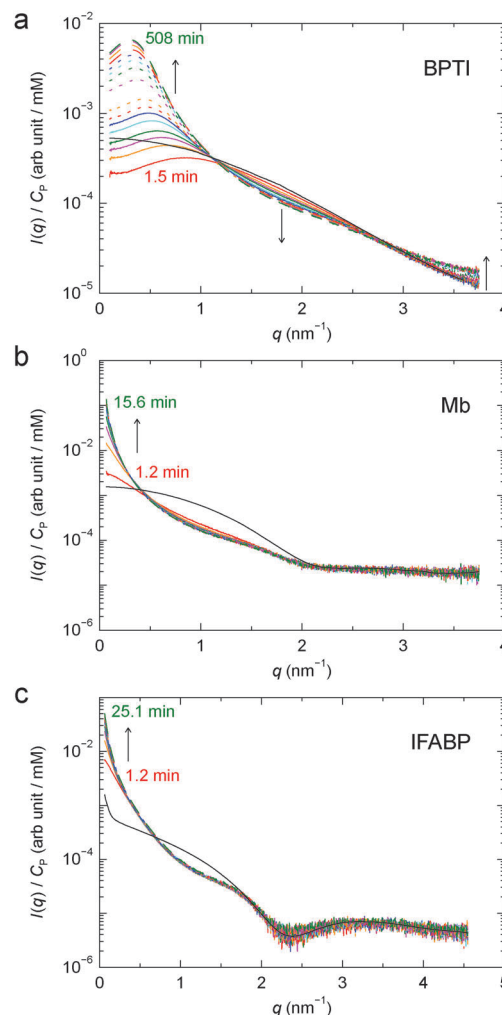 a
BPTI
508 min
1.5 min
I(q) / C_P (arb unit / mM)
10⁻² 10⁻³ 10⁻⁴ 10⁻⁵
0 1 2 3 4
q (nm⁻¹)
b
Mb
15.6 min
1.2 min
I(q) / C_P (arb unit / mM)
10⁰ 10⁻² 10⁻⁴ 10⁻⁶
0 1 2 3 4
q (nm⁻¹)
c
IFABP
25.1 min
1.2 min
I(q) / C_P (arb unit / mM)
10⁻² 10⁻⁴ 10⁻⁶
0 1 2 3 4 5
q (nm⁻¹)